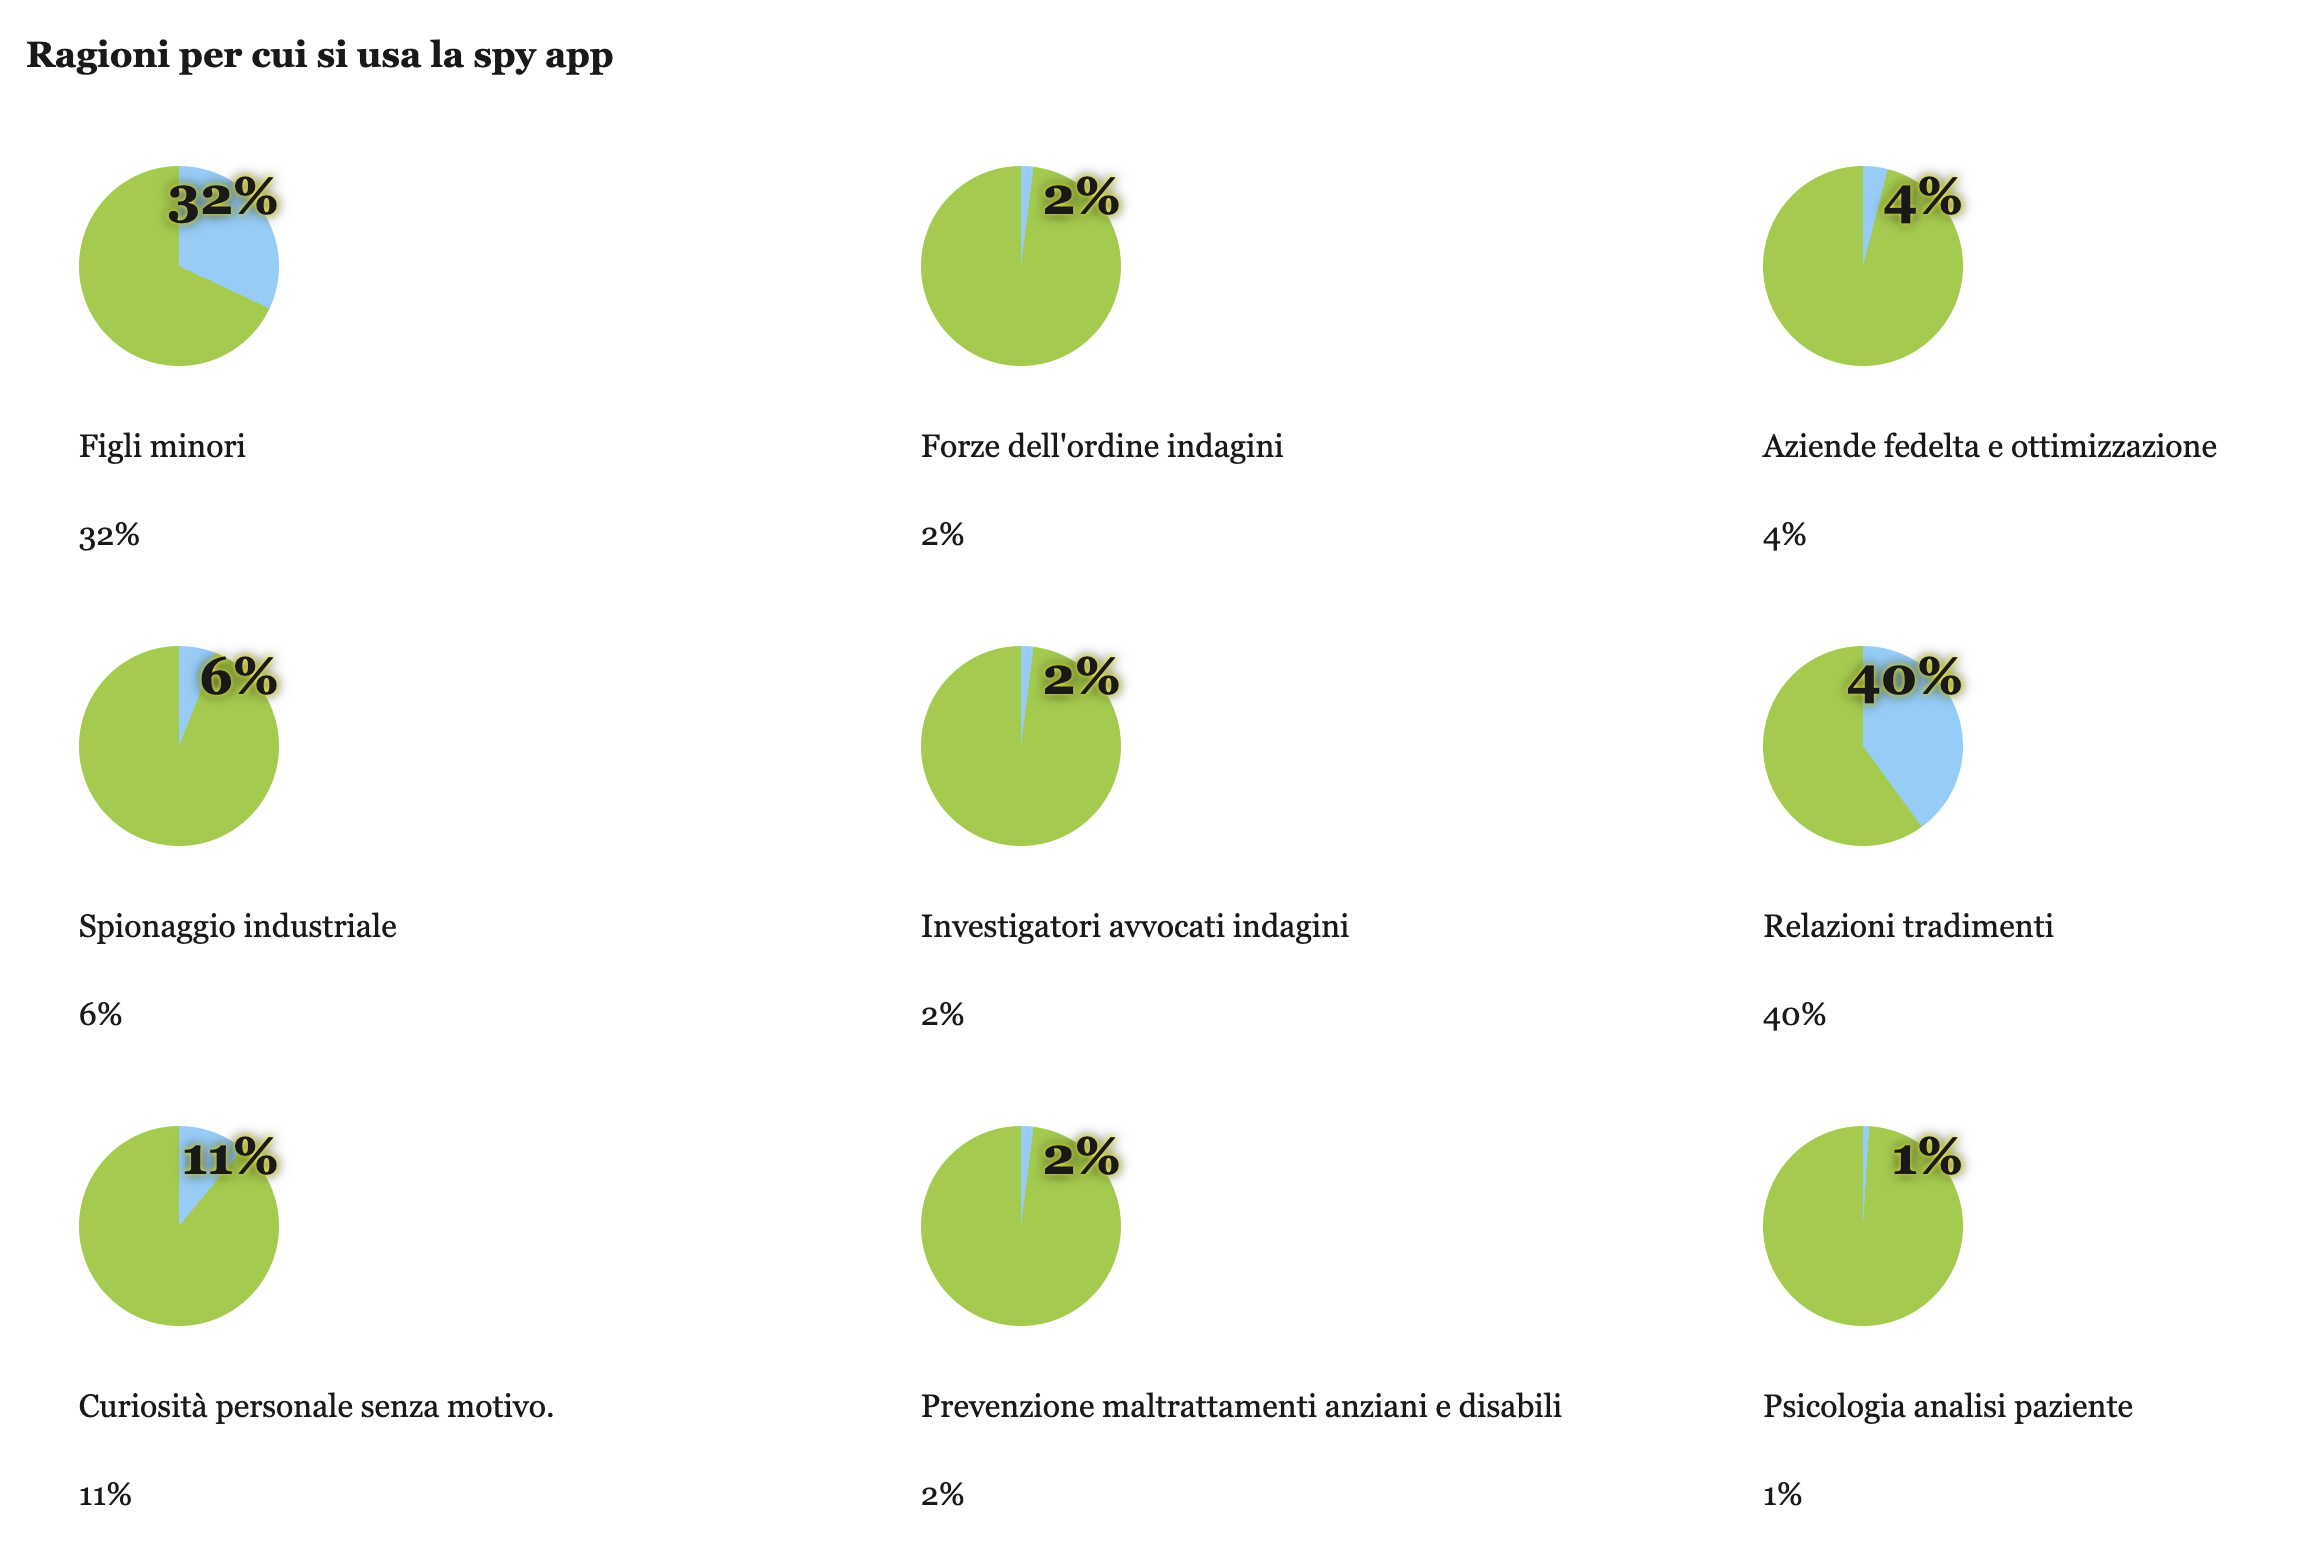 Ragioni per cui si usa la spy app
32%
2%
4%
Figli minori
Forze dell'ordine indagini
Aziende fedelta e ottimizzazione
32%
2%
4%
6%
2%
40%
Spionaggio industriale
Investigatori avvocati indagini
Relazioni tradimenti
6%
2%
40%
11%
2%
1%
Curiosità personale senza motivo.
Prevenzione maltrattamenti anziani e disabili
Psicologia analisi paziente
11%
2%
1%